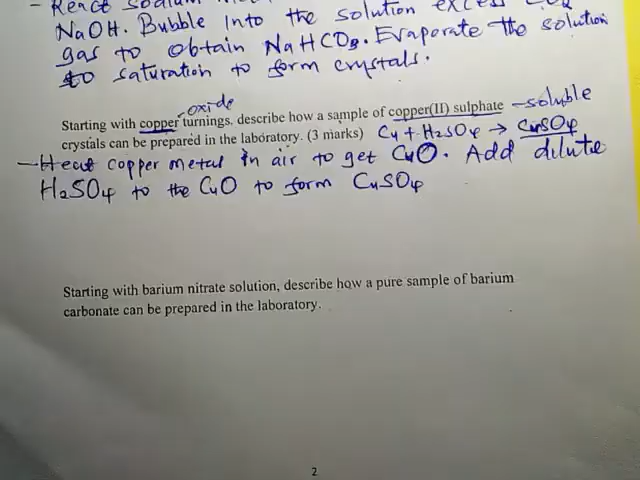 - React sodium
NaOH. Bubble into the solution excess
gas to obtain NaHCO3. Evaporate the solution
to saturation to form crystals.
oxide
Starting with copper turnings, describe how a sample of copper(II) sulphate - soluble
crystals can be prepared in the laboratory. (3 marks) Cu + H2SO4 → CuSO4
- Heat copper metal in air to get CuO. Add dilute
H2SO4 to the CuO to form CuSO4
Starting with barium nitrate solution, describe how a pure sample of barium
carbonate can be prepared in the laboratory.
2